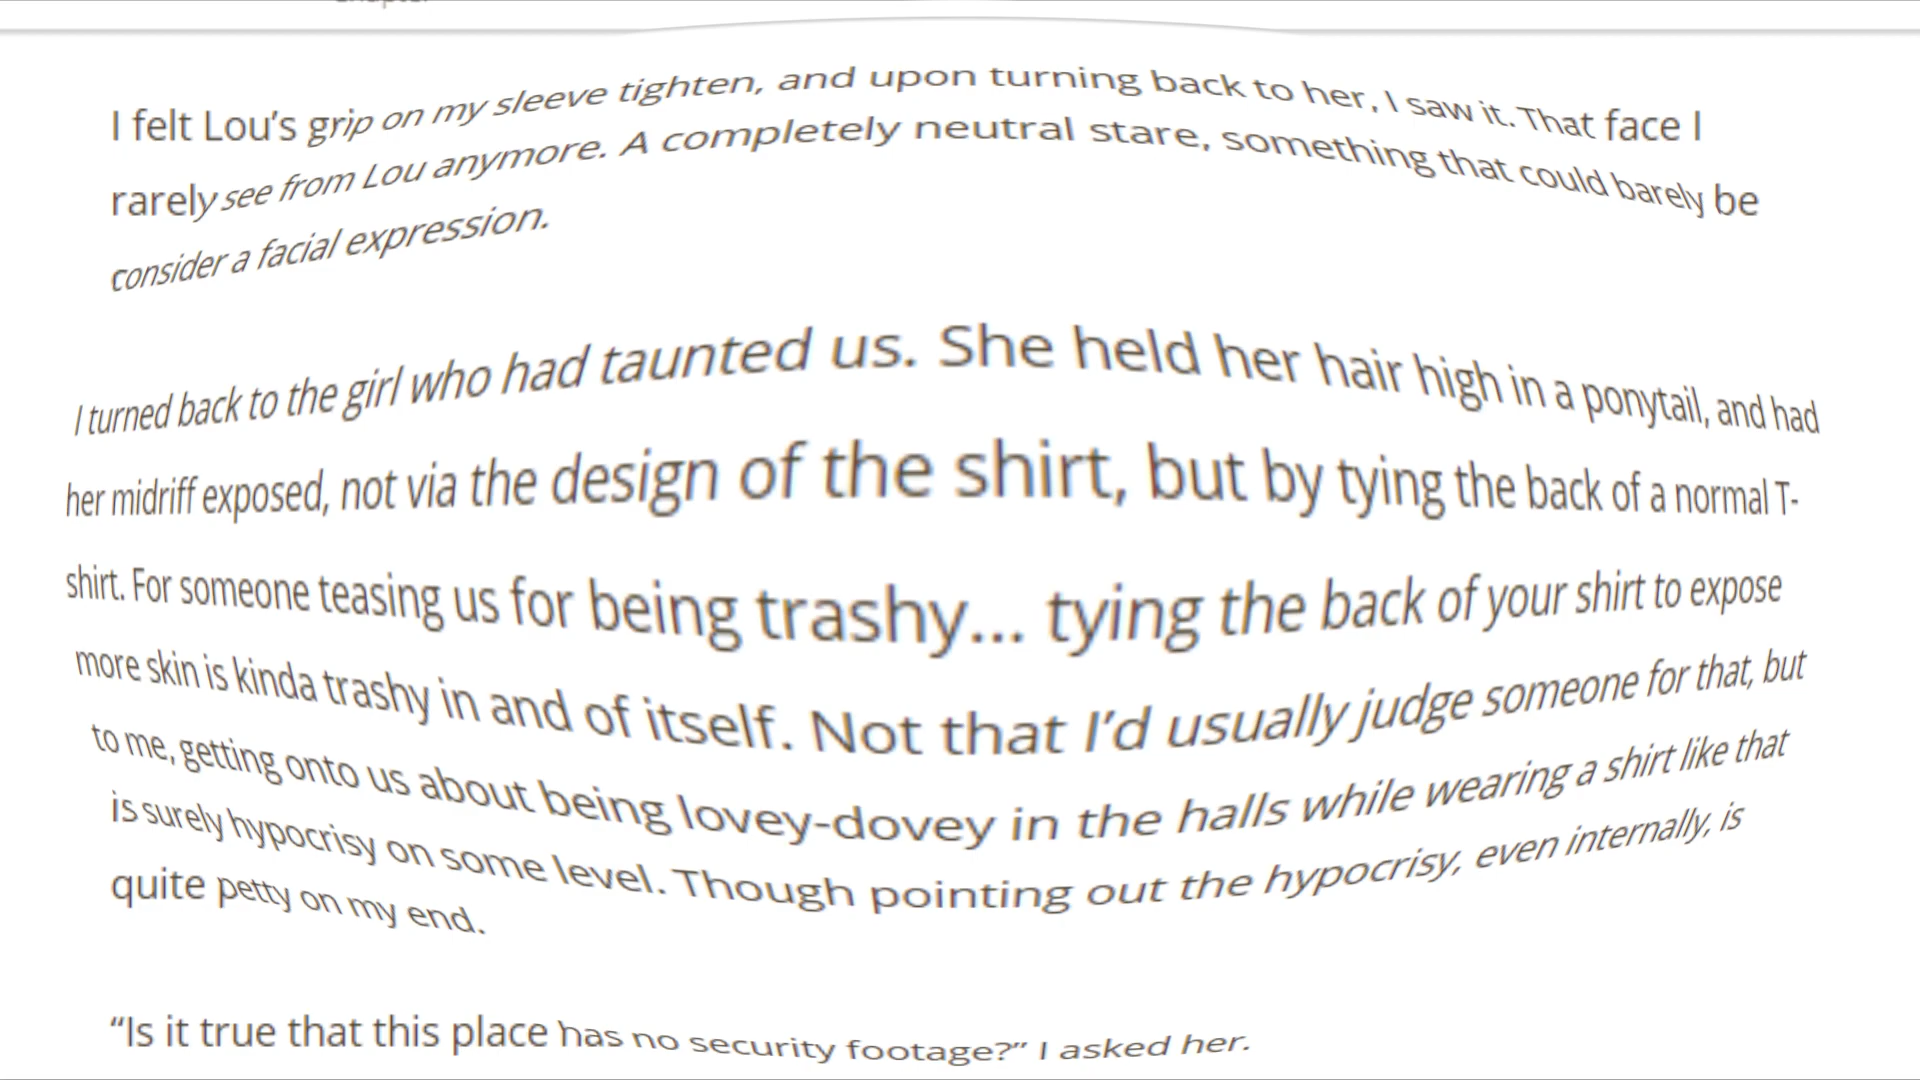 I felt Lou’s grip on my sleeve tighten, and upon turning back to her, I saw it. That face I
rarely see from Lou anymore. A completely neutral stare, something that could barely be
consider a facial expression.
I turned back to the girl who had taunted us. She held her hair high in a ponytail, and had
her midriff exposed, not via the design of the shirt, but by tying the back of a normal T-
shirt. For someone teasing us for being trashy... tying the back of your shirt to expose
more skin is kinda trashy in and of itself. Not that I’d usually judge someone for that, but
to me, getting onto us about being lovey-dovey in the halls while wearing a shirt like that
is surely hypocrisy on some level. Though pointing out the hypocrisy, even internally, is
quite petty on my end.
“Is it true that this place has no security footage?” I asked her.